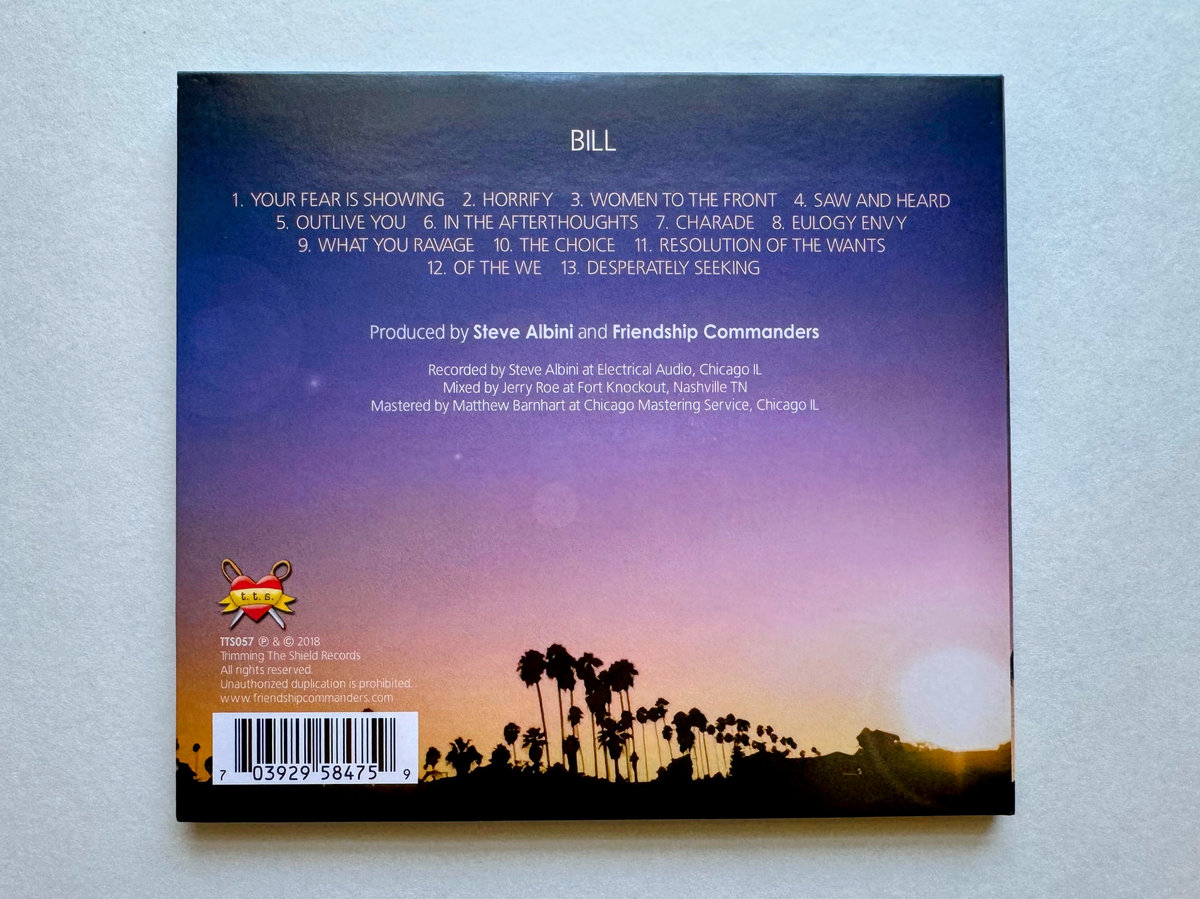 BILL
1. YOUR FEAR IS SHOWING 2. HORRIFY 3. WOMEN TO THE FRONT 4. SAW AND HEARD
5. OUTLIVE YOU 6. IN THE AFTERTHOUGHTS 7. CHARADE 8. EULOGY ENVY
9. WHAT YOU RAVAGE 10. THE CHOICE 11. RESOLUTION OF THE WANTS
12. OF THE WE 13. DESPERATELY SEEKING
Produced by Steve Albini and Friendship Commanders
Recorded by Steve Albini at Electrical Audio, Chicago IL
Mixed by Jerry Roe at Fort Knockout, Nashville TN
Mastered by Matthew Barnhart at Chicago Mastering Service, Chicago IL
t. t. s.
TTS057 ℗ & © 2018
Trimming The Shield Records
All rights reserved.
Unauthorized duplication is prohibited.
www.friendshipcommanders.com
7 03929 58475 9